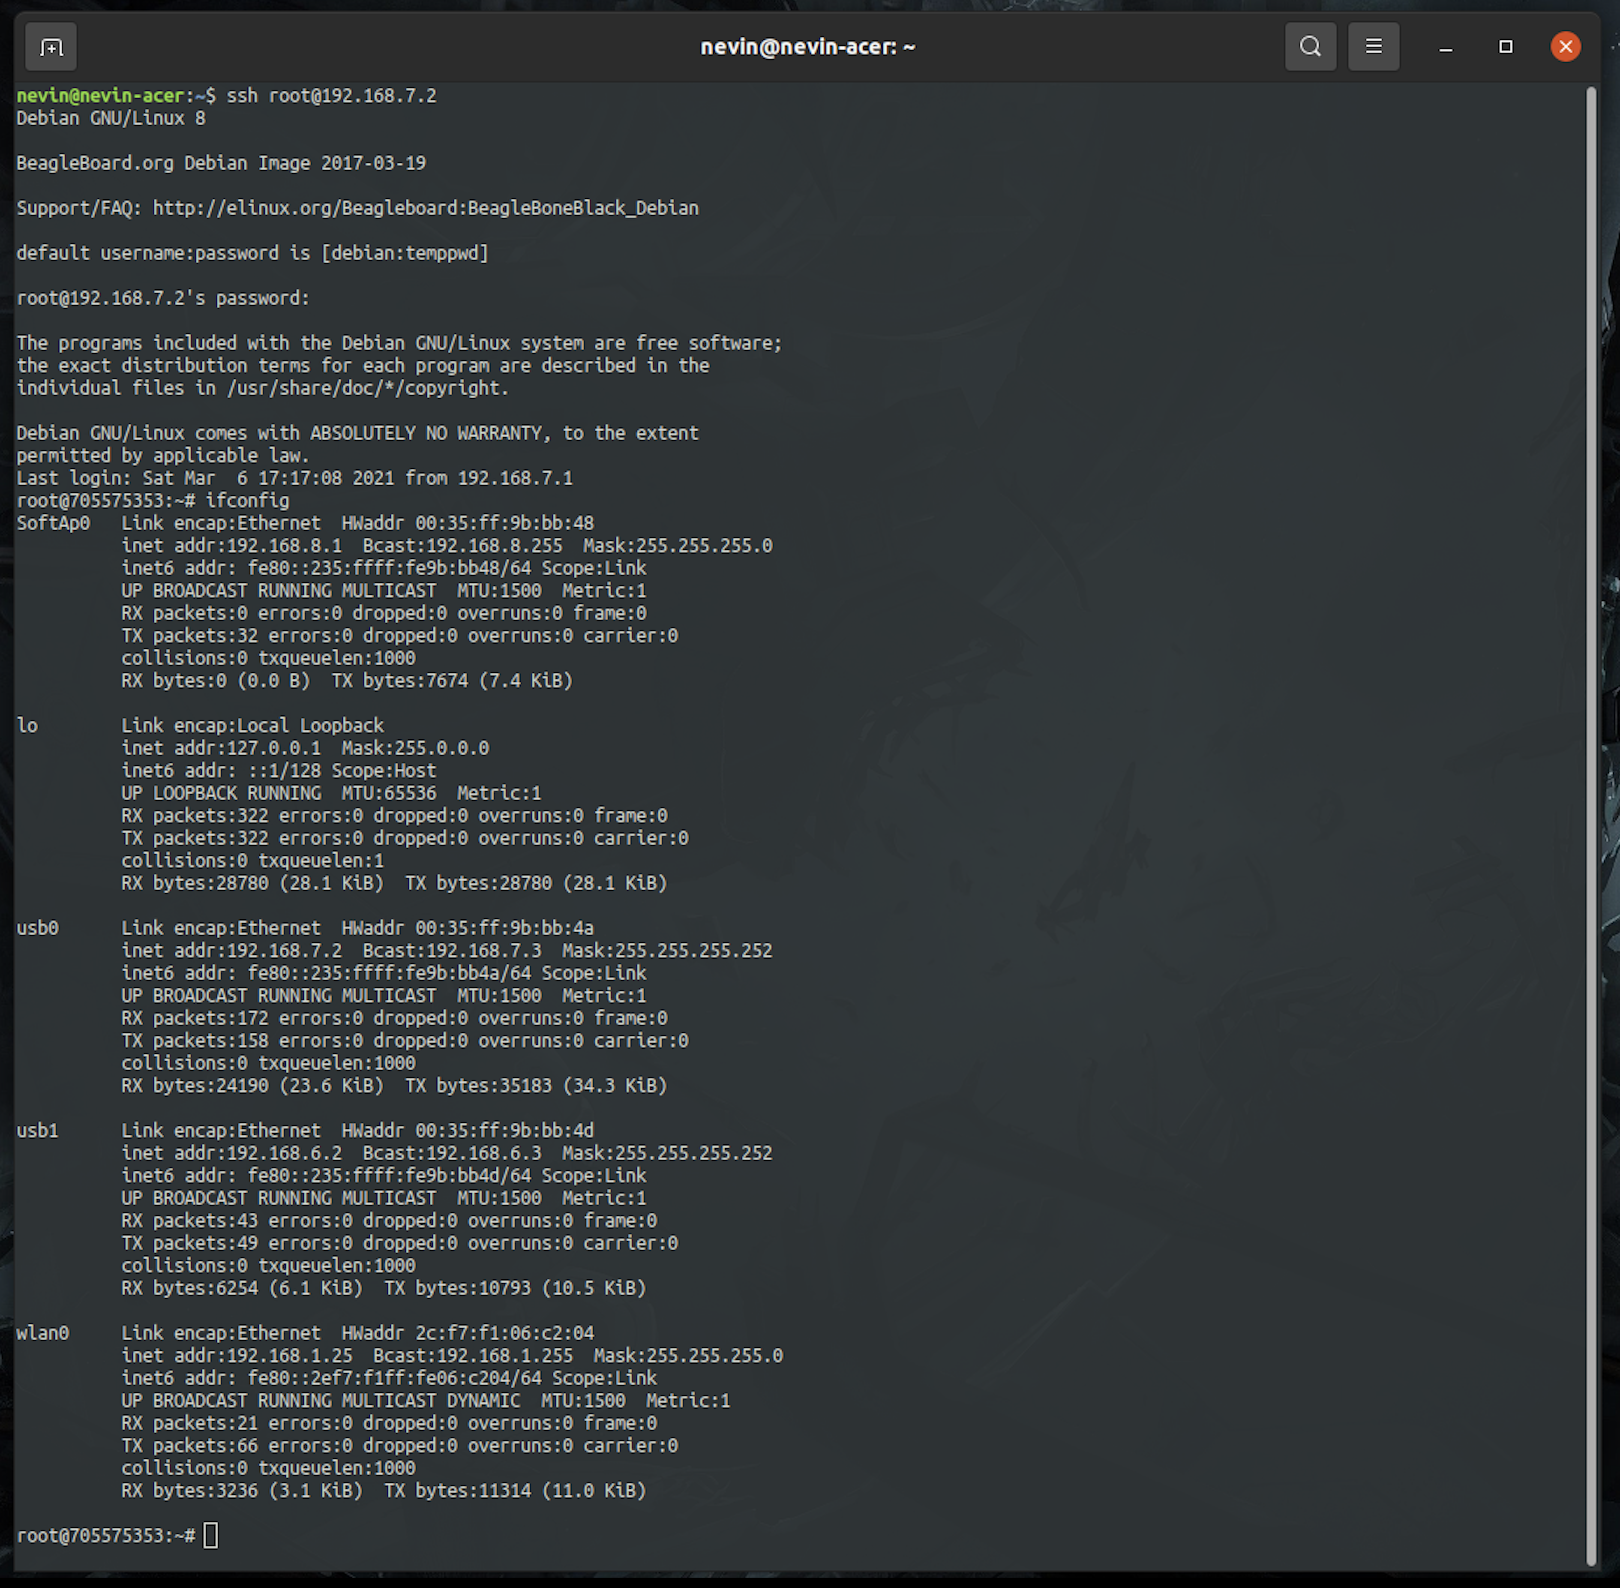 nevin@nevin-acer: ~
nevin@nevin-acer:~$ ssh root@192.168.7.2
Debian GNU/Linux 8
BeagleBoard.org Debian Image 2017-03-19
Support/FAQ: http://elinux.org/Beagleboard:BeagleBoneBlack_Debian
default username:password is [debian:temppwd]
root@192.168.7.2's password:
The programs included with the Debian GNU/Linux system are free software;
the exact distribution terms for each program are described in the
individual files in /usr/share/doc/*/copyright.
Debian GNU/Linux comes with ABSOLUTELY NO WARRANTY, to the extent
permitted by applicable law.
Last login: Sat Mar  6 17:17:08 2021 from 192.168.7.1
root@705575353:~# ifconfig
SoftAp0   Link encap:Ethernet  HWaddr 00:35:ff:9b:bb:48
          inet addr:192.168.8.1  Bcast:192.168.8.255  Mask:255.255.255.0
          inet6 addr: fe80::235:ffff:fe9b:bb48/64 Scope:Link
          UP BROADCAST RUNNING MULTICAST  MTU:1500  Metric:1
          RX packets:0 errors:0 dropped:0 overruns:0 frame:0
          TX packets:32 errors:0 dropped:0 overruns:0 carrier:0
          collisions:0 txqueuelen:1000
          RX bytes:0 (0.0 B)  TX bytes:7674 (7.4 KiB)
lo        Link encap:Local Loopback
          inet addr:127.0.0.1  Mask:255.0.0.0
          inet6 addr: ::1/128 Scope:Host
          UP LOOPBACK RUNNING  MTU:65536  Metric:1
          RX packets:322 errors:0 dropped:0 overruns:0 frame:0
          TX packets:322 errors:0 dropped:0 overruns:0 carrier:0
          collisions:0 txqueuelen:1
          RX bytes:28780 (28.1 KiB)  TX bytes:28780 (28.1 KiB)
usb0      Link encap:Ethernet  HWaddr 00:35:ff:9b:bb:4a
          inet addr:192.168.7.2  Bcast:192.168.7.3  Mask:255.255.255.252
          inet6 addr: fe80::235:ffff:fe9b:bb4a/64 Scope:Link
          UP BROADCAST RUNNING MULTICAST  MTU:1500  Metric:1
          RX packets:172 errors:0 dropped:0 overruns:0 frame:0
          TX packets:158 errors:0 dropped:0 overruns:0 carrier:0
          collisions:0 txqueuelen:1000
          RX bytes:24190 (23.6 KiB)  TX bytes:35183 (34.3 KiB)
usb1      Link encap:Ethernet  HWaddr 00:35:ff:9b:bb:4d
          inet addr:192.168.6.2  Bcast:192.168.6.3  Mask:255.255.255.252
          inet6 addr: fe80::235:ffff:fe9b:bb4d/64 Scope:Link
          UP BROADCAST RUNNING MULTICAST  MTU:1500  Metric:1
          RX packets:43 errors:0 dropped:0 overruns:0 frame:0
          TX packets:49 errors:0 dropped:0 overruns:0 carrier:0
          collisions:0 txqueuelen:1000
          RX bytes:6254 (6.1 KiB)  TX bytes:10793 (10.5 KiB)
wlan0     Link encap:Ethernet  HWaddr 2c:f7:f1:06:c2:04
          inet addr:192.168.1.25  Bcast:192.168.1.255  Mask:255.255.255.0
          inet6 addr: fe80::2ef7:f1ff:fe06:c204/64 Scope:Link
          UP BROADCAST RUNNING MULTICAST DYNAMIC  MTU:1500  Metric:1
          RX packets:21 errors:0 dropped:0 overruns:0 frame:0
          TX packets:66 errors:0 dropped:0 overruns:0 carrier:0
          collisions:0 txqueuelen:1000
          RX bytes:3236 (3.1 KiB)  TX bytes:11314 (11.0 KiB)
root@705575353:~#